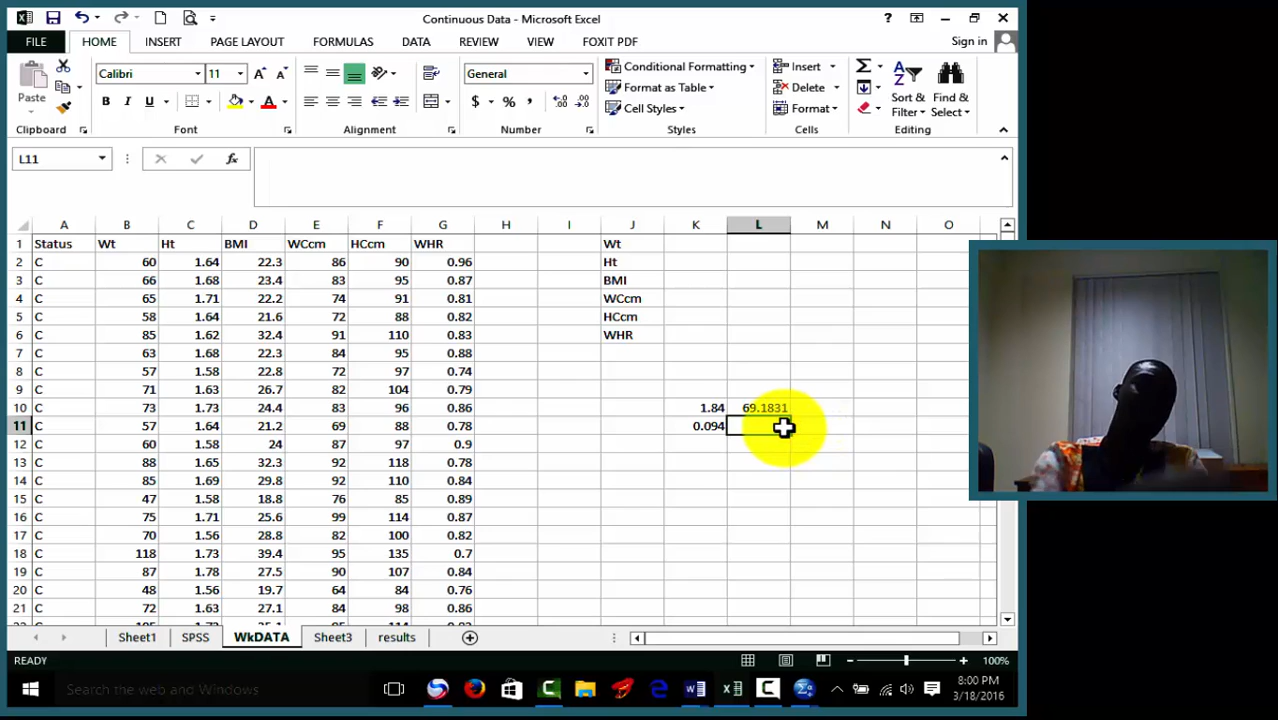 Continuous Data - Microsoft Excel
?
FILE HOME INSERT PAGE LAYOUT FORMULAS DATA REVIEW VIEW FOXIT PDF Sign in
Paste
Calibri 11
B I U
General
$ % ,
Conditional Formatting
Format as Table
Cell Styles
Insert
Delete
Format
Sort &
Filter
Find &
Select
Clipboard Font Alignment Number Styles Cells Editing
L11 fx
A B C D E F G H I J K L M N O
1 Status Wt Ht BMI WCcm HCcm WHR Wt
2 C 60 1.64 22.3 86 90 0.96 Ht
3 C 66 1.68 23.4 83 95 0.87 BMI
4 C 65 1.71 22.2 74 91 0.81 WCcm
5 C 58 1.64 21.6 72 88 0.82 HCcm
6 C 85 1.62 32.4 91 110 0.83 WHR
7 C 63 1.68 22.3 84 95 0.88
8 C 57 1.58 22.8 72 97 0.74
9 C 71 1.63 26.7 82 104 0.79
10 C 73 1.73 24.4 83 96 0.86 1.84 69.1831
11 C 57 1.64 21.2 69 88 0.78 0.094
12 C 60 1.58 24 87 97 0.9
13 C 88 1.65 32.3 92 118 0.78
14 C 85 1.69 29.8 92 110 0.84
15 C 47 1.58 18.8 76 85 0.89
16 C 75 1.71 25.6 99 114 0.87
17 C 70 1.56 28.8 82 100 0.82
18 C 118 1.73 39.4 95 135 0.7
19 C 87 1.78 27.5 90 107 0.84
20 C 48 1.56 19.7 64 84 0.76
21 C 72 1.63 27.1 84 98 0.86
Sheet1 SPSS WkDATA Sheet3 results
READY 100%
Search the web and Windows
8:00 PM
3/18/2016